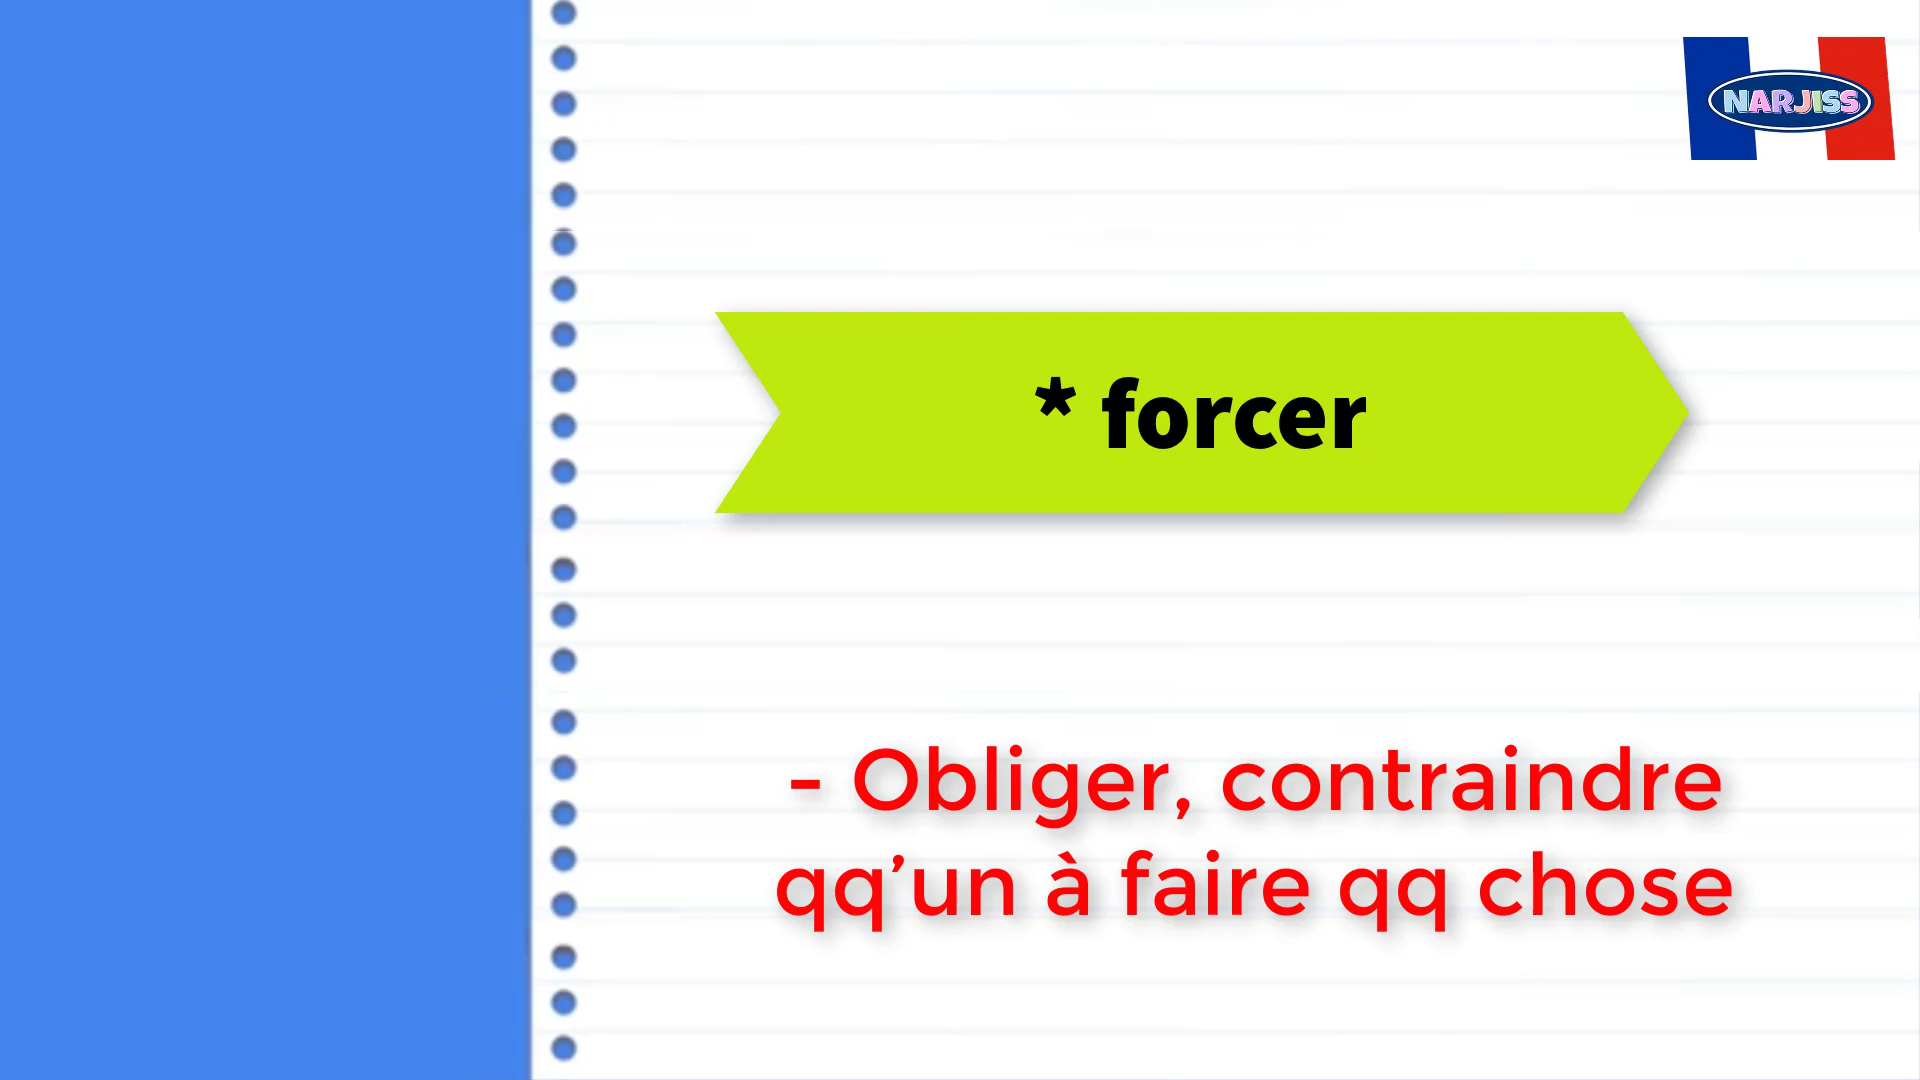 NARJISS
* forcer
- Obliger, contraindre
qq’un à faire qq chose